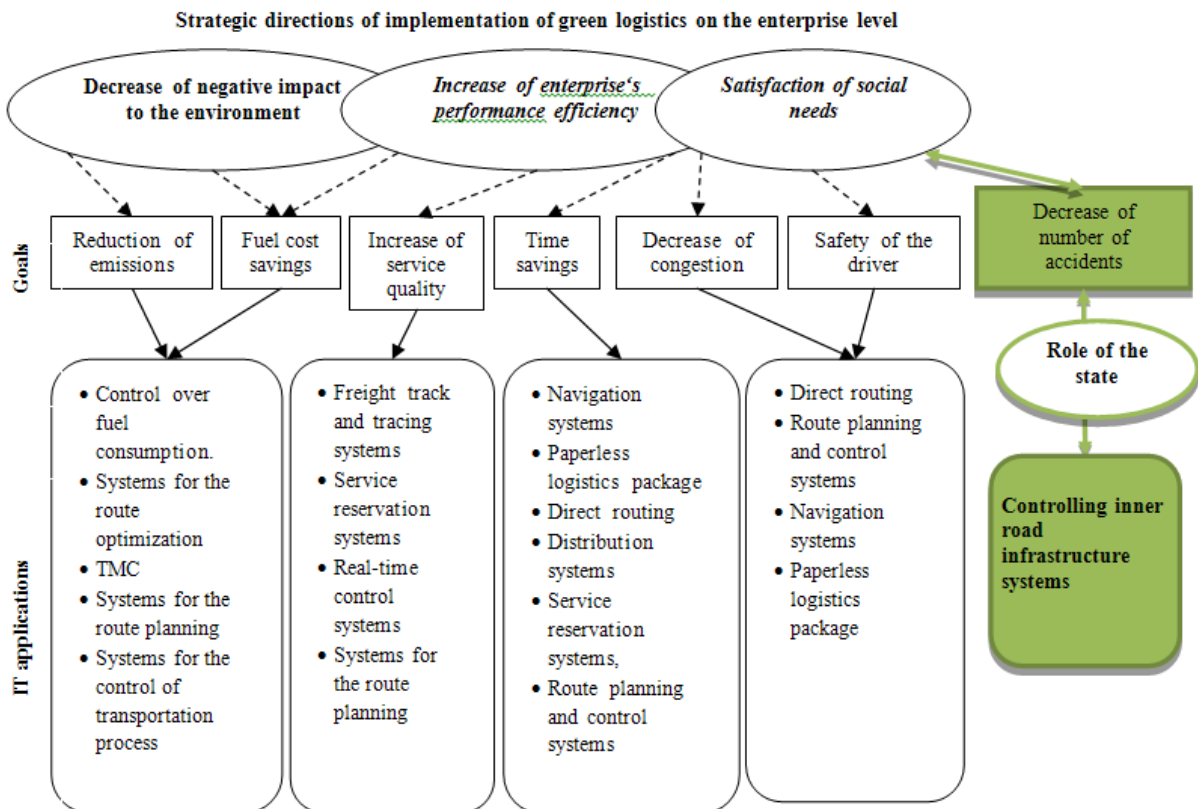 Strategic directions of implementation of green logistics on the enterprise level
Decrease of negative impact
to the environment
Increase of enterprise‘s
performance efficiency
Satisfaction of social
needs
Goals
Reduction of
emissions
Fuel cost
savings
Increase of
service
quality
Time
savings
Decrease of
congestion
Safety of the
driver
Decrease of
number of
accidents
Role of the
state
IT applications
• Control over
fuel
consumption.
• Systems for the
route
optimization
• TMC
• Systems for the
route planning
• Systems for the
control of
transportation
process
• Freight track
and tracing
systems
• Service
reservation
systems
• Real-time
control
systems
• Systems for
the route
planning
• Navigation
systems
• Paperless
logistics package
• Direct routing
• Distribution
systems
• Service
reservation
systems,
• Route planning
and control
systems
• Direct routing
• Route planning
and control
systems
• Navigation
systems
• Paperless
logistics
package
Controlling inner
road
infrastructure
systems